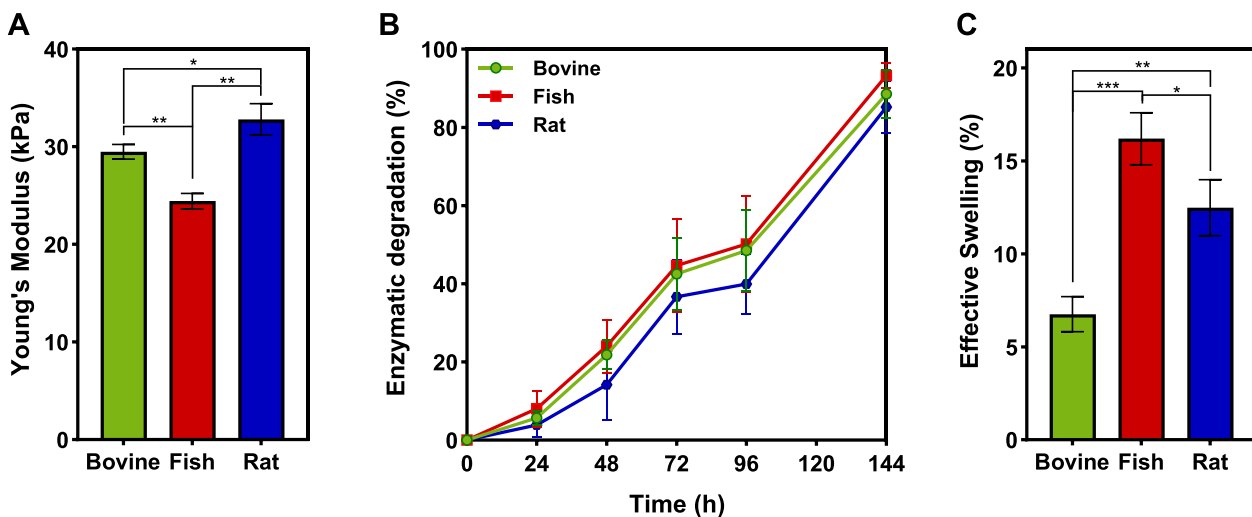 A
Young's Modulus (kPa)
40
30
20
10
0
*
**
**
Bovine Fish Rat
B
Enzymatic degradation (%)
100
80
60
40
20
0
Bovine
Fish
Rat
0 24 48 72 96 120 144
Time (h)
C
Effective Swelling (%)
20
15
10
5
0
**
***
*
Bovine Fish Rat